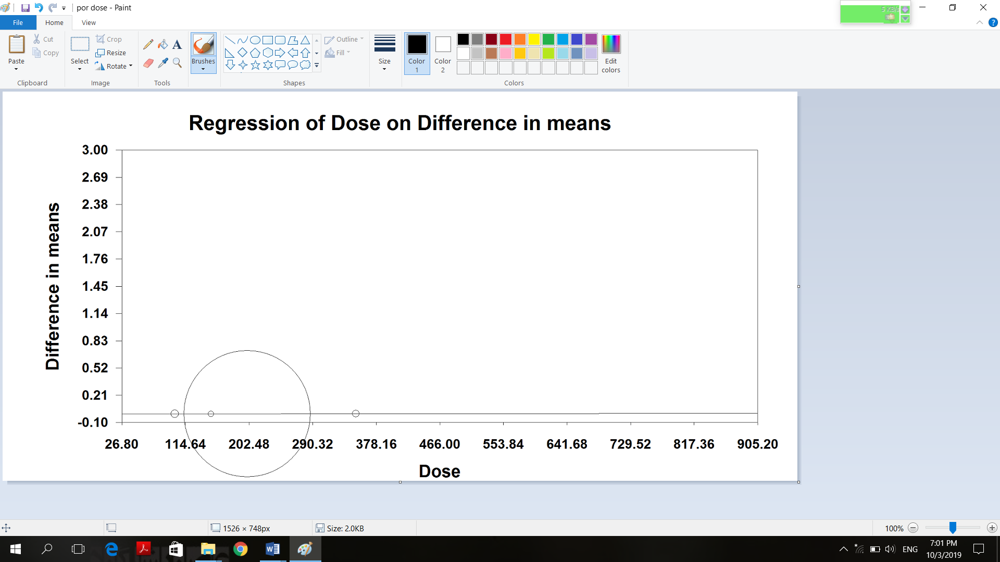 por dose - Paint
5 KB/s
File Home View
Paste
Cut
Copy
Clipboard
Select
Crop
Resize
Rotate
Image
Tools
Brushes
Outline
Fill
Shapes
Size
Color 1
Color 2
Edit colors
Colors
Regression of Dose on Difference in means
Difference in means
3.00
2.69
2.38
2.07
1.76
1.45
1.14
0.83
0.52
0.21
-0.10
26.80 114.64 202.48 290.32 378.16 466.00 553.84 641.68 729.52 817.36 905.20
Dose
1526 × 748px
Size: 2.0KB
100%
ENG
7:01 PM
10/3/2019